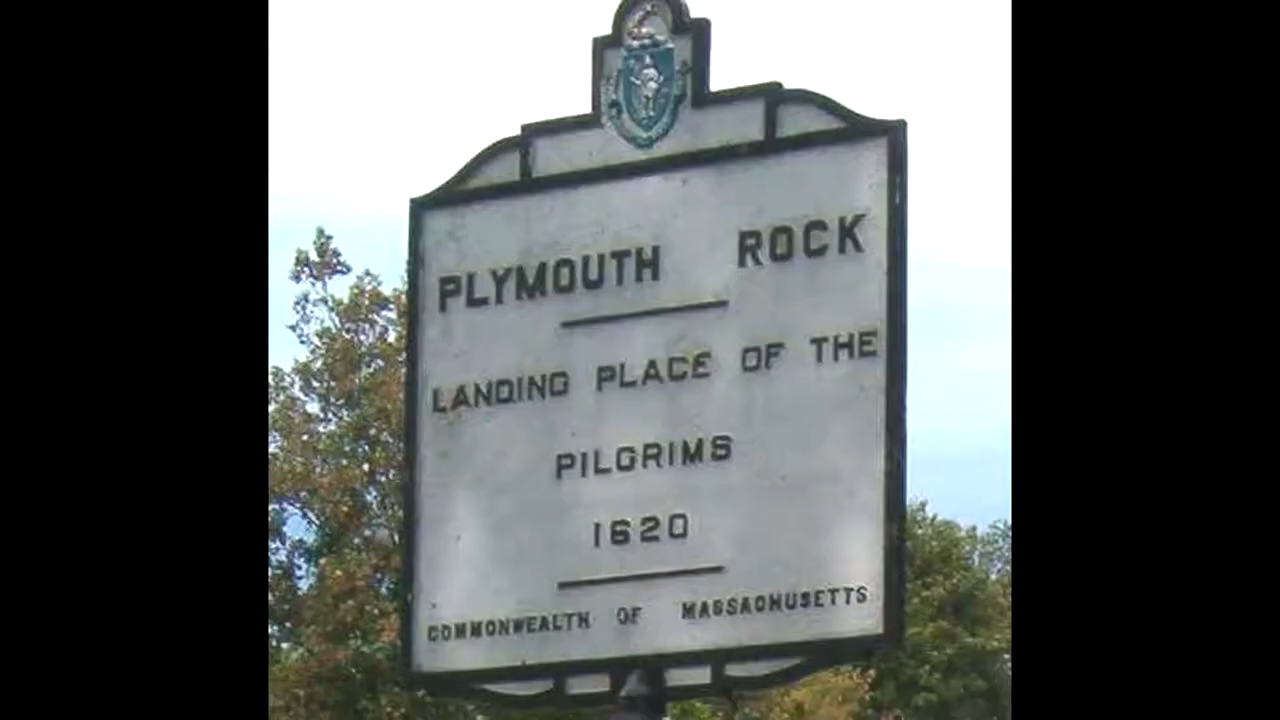 PLYMOUTH ROCK
LANDING PLACE OF THE
PILGRIMS
1620
COMMONWEALTH OF MASSACHUSETTS